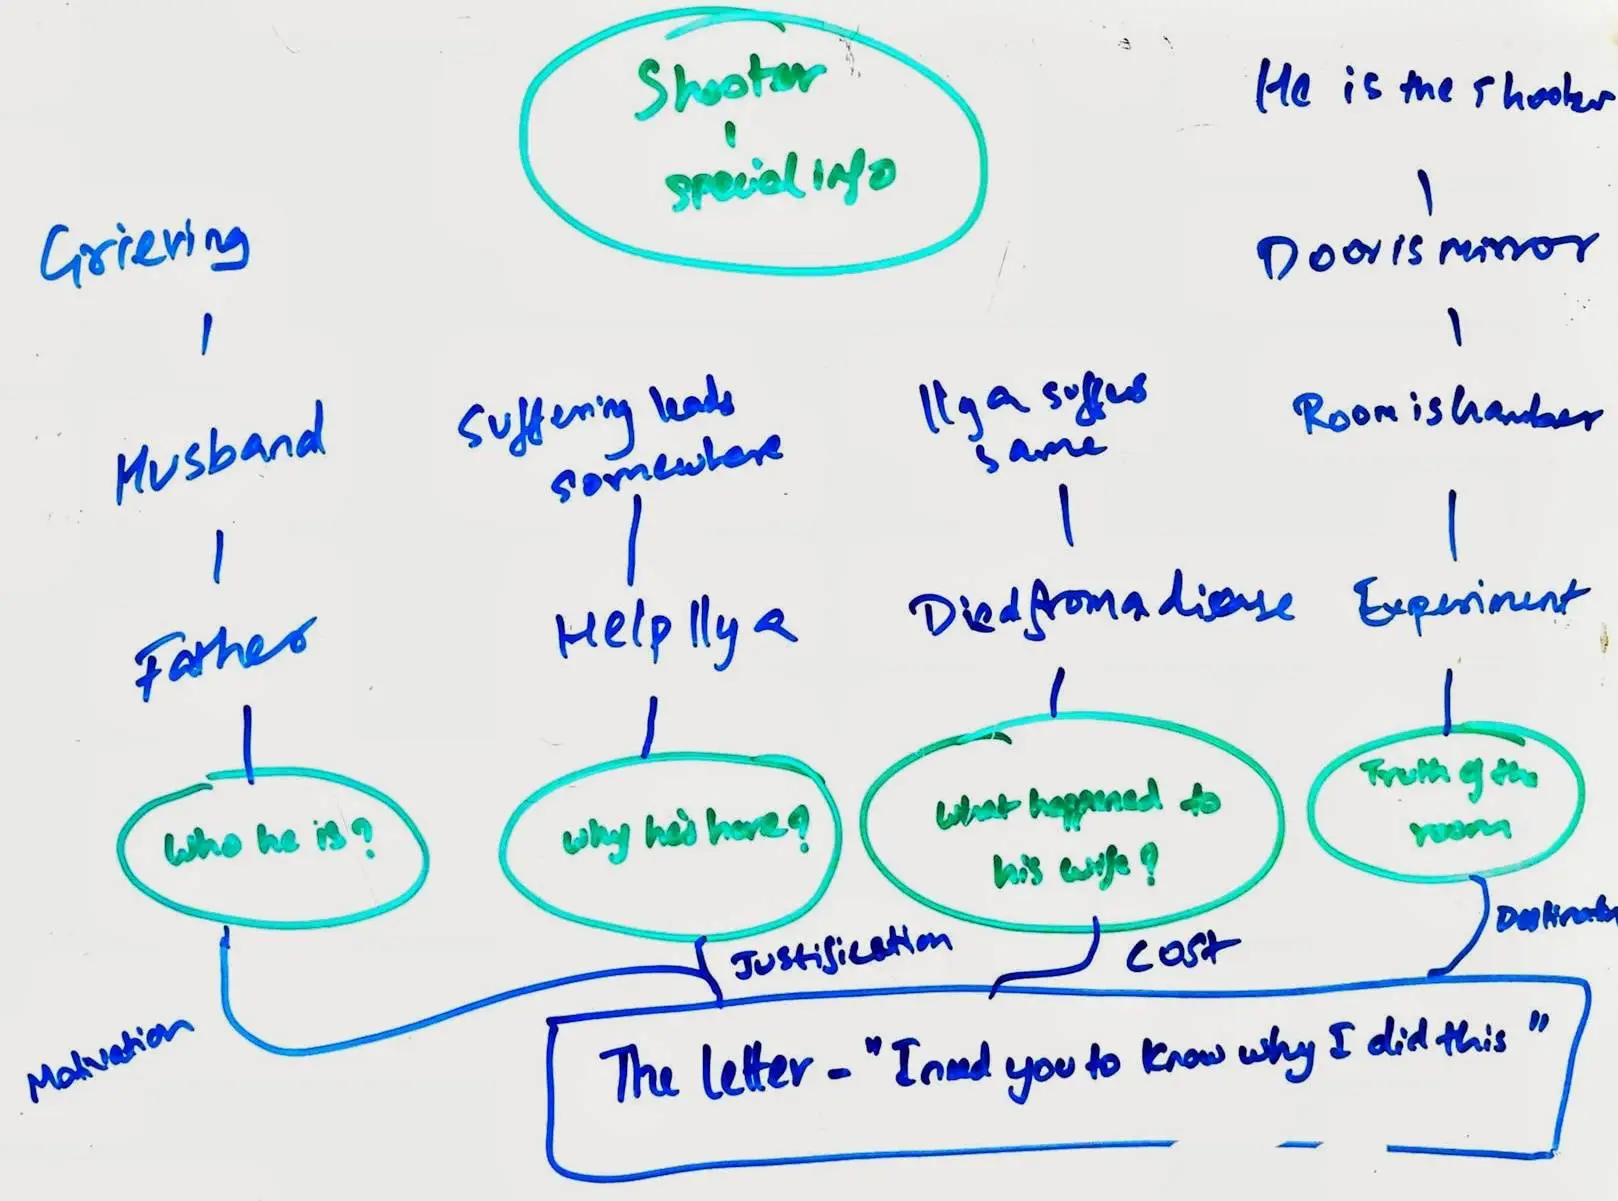 Shooter
special info
He is the shooter
Door is mirror
Room is chamber
Experiment
Truth of the
room
Grieving
Husband
Father
Who he is?
Suffering leads
somewhere
Help Ilya
Why he's here?
Ilya suffers
same
Died from a disease
What happened to
his wife?
Motivation
Justification
Cost
The letter - "I need you to know why I did this"